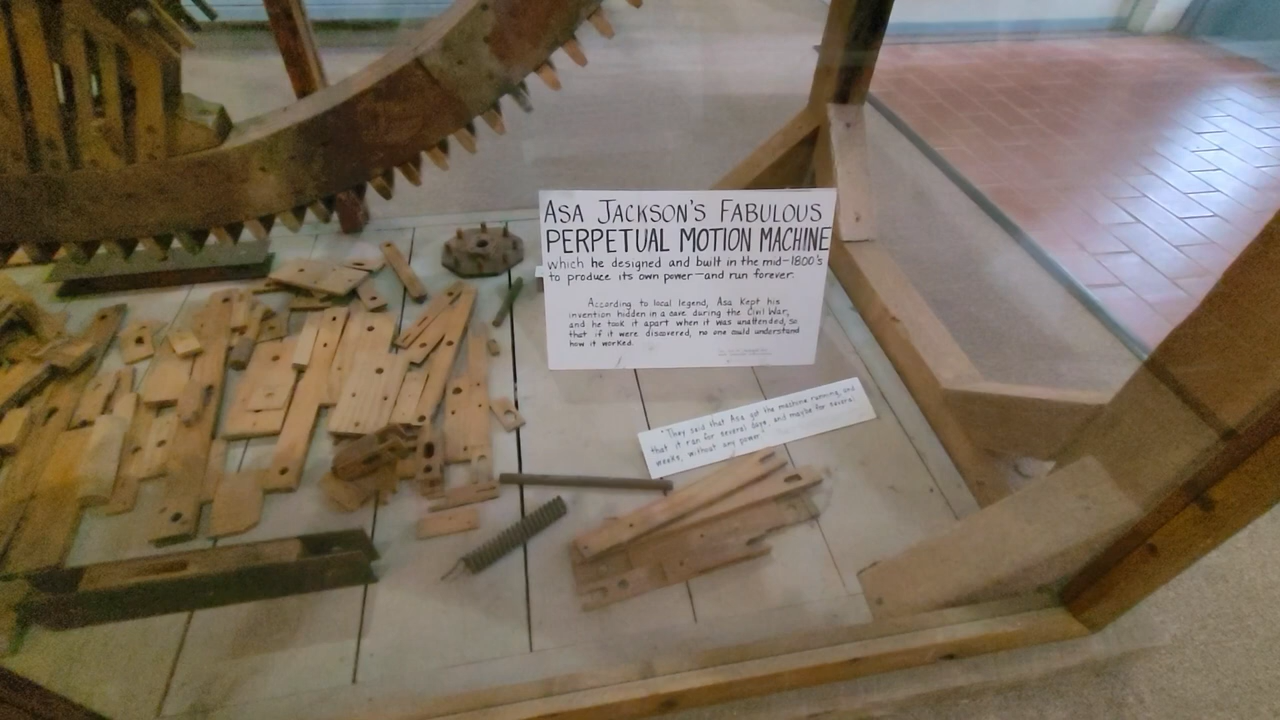 ASA JACKSON'S FABULOUS
PERPETUAL MOTION MACHINE
which he designed and built in the mid-1800's
to produce its own power—and run forever.
According to local legend, Asa kept his
invention hidden in a cave during the Civil War,
and he took it apart when it was unattended, so
that if it were discovered, no one could understand
how it worked.
"They said that Asa got the machine running, and
that it ran for several days, and maybe for several
weeks, without any power."